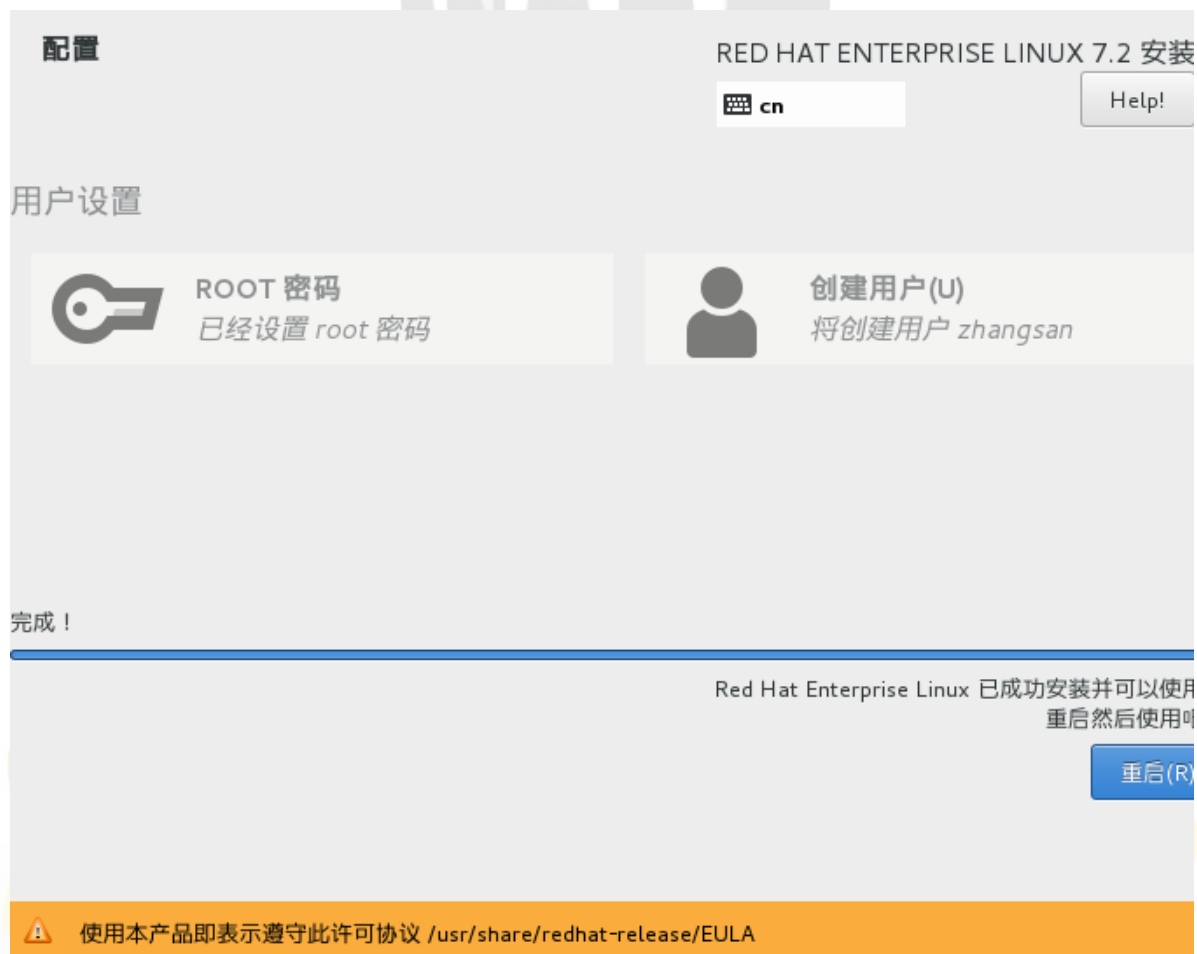 配置
RED HAT ENTERPRISE LINUX 7.2 安装
cn
Help!
用户设置
ROOT 密码
已经设置 root 密码
创建用户(U)
将创建用户 zhangsan
完成！
Red Hat Enterprise Linux 已成功安装并可以使用
重启然后使用吧
重启(R)
使用本产品即表示遵守此许可协议 /usr/share/redhat-release/EULA